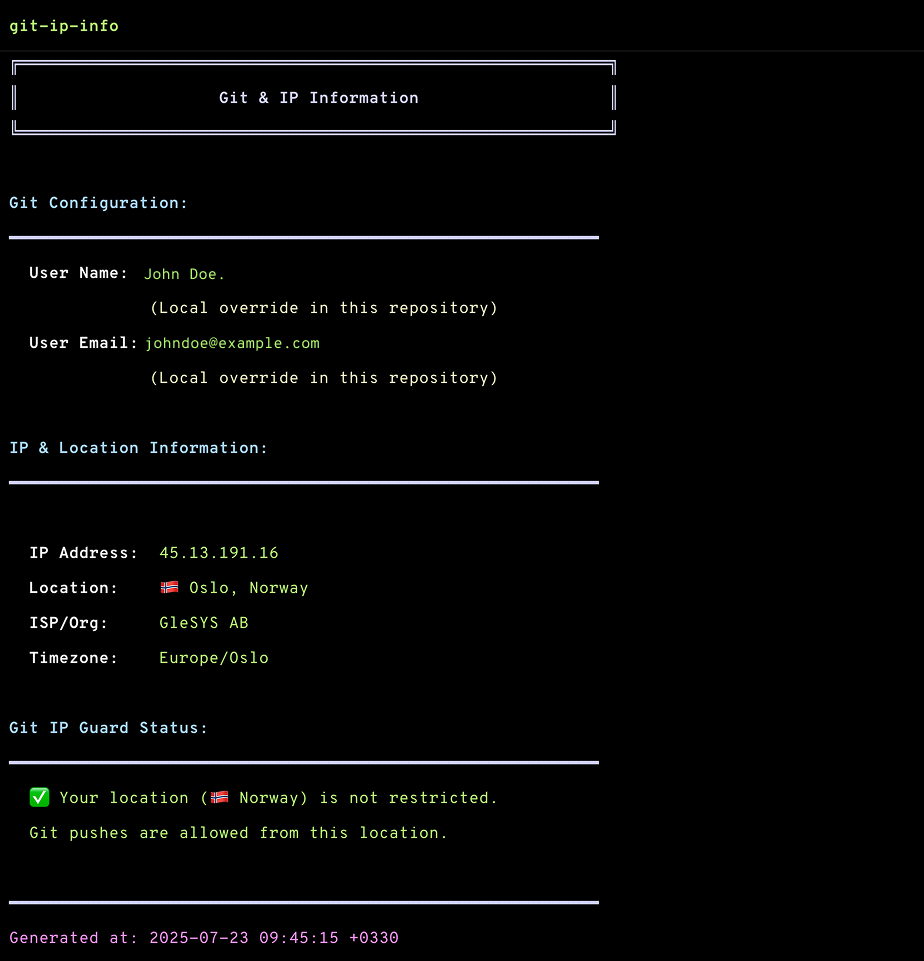 git-ip-info
Git & IP Information
Git Configuration:
User Name: John Doe.
(Local override in this repository)
User Email: johndoe@example.com
(Local override in this repository)
IP & Location Information:
IP Address: 45.13.191.16
Location: 🇳🇴 Oslo, Norway
ISP/Org: GleSYS AB
Timezone: Europe/Oslo
Git IP Guard Status:
✅ Your location (🇳🇴 Norway) is not restricted.
Git pushes are allowed from this location.
Generated at: 2025-07-23 09:45:15 +0330